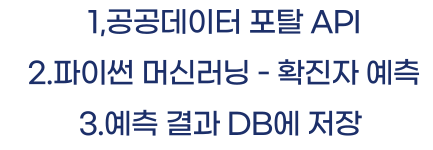 1,공공데이터 포탈 API
2.파이썬 머신러닝 - 확진자 예측
3.예측 결과 DB에 저장